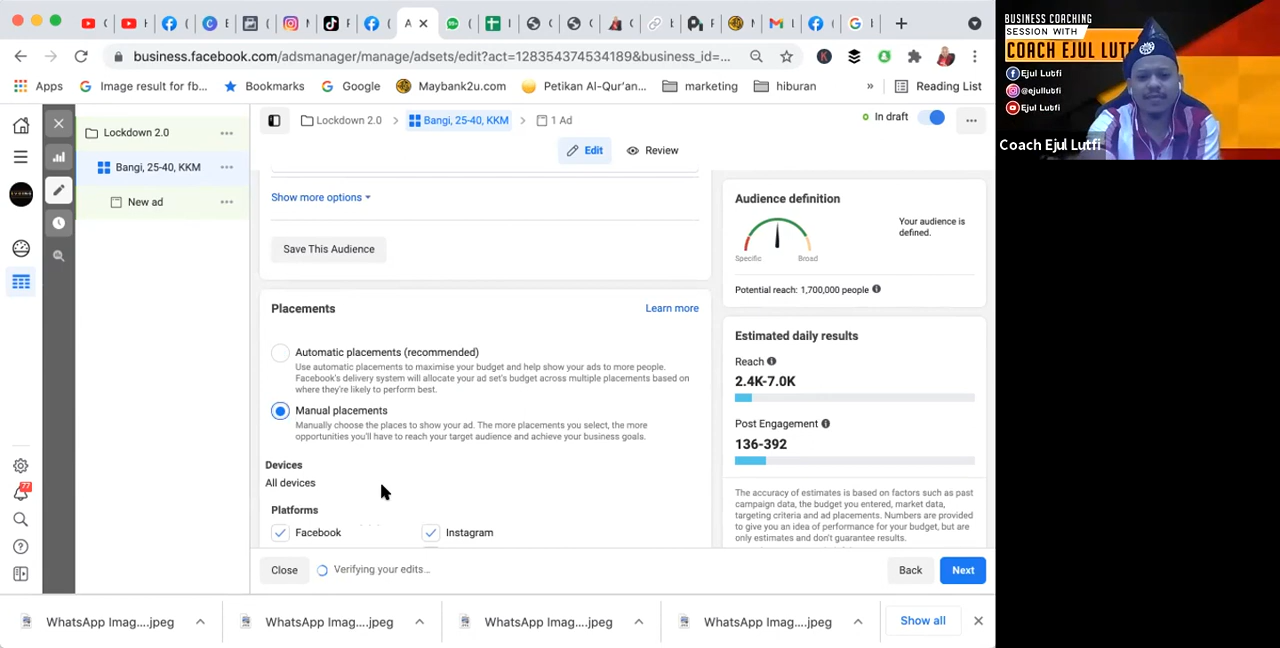 business.facebook.com/adsmanager/manage/adsets/edit?act=128354374534189&business_id=...
Apps
Image result for fb...
Bookmarks
Google
Maybank2u.com
Petikan Al-Qur'an...
marketing
hiburan
»
Reading List
BUSINESS COACHING
SESSION WITH
COACH EJUL LUTF
Ejul Lutfi
@ejullutfi
Ejul Lutfi
Coach Ejul Lutfi
Lockdown 2.0
Bangi, 25-40, KKM
New ad
77
Lockdown 2.0 > Bangi, 25-40, KKM > 1 Ad
In draft
Edit
Review
Show more options
Save This Audience
Placements
Learn more
Automatic placements (recommended)
Use automatic placements to maximise your budget and help show your ads to more people.
Facebook's delivery system will allocate your ad set's budget across multiple placements based on
where they're likely to perform best.
Manual placements
Manually choose the places to show your ad. The more placements you select, the more
opportunities you'll have to reach your target audience and achieve your business goals.
Devices
All devices
Platforms
Facebook
Instagram
Audience definition
Your audience is
defined.
Specific
Broad
Potential reach: 1,700,000 people
Estimated daily results
Reach
2.4K-7.0K
Post Engagement
136-392
The accuracy of estimates is based on factors such as past
campaign data, the budget you entered, market data,
targeting criteria and ad placements. Numbers are provided
to give you an idea of performance for your budget, but are
only estimates and don't guarantee results.
Close
Verifying your edits...
Back
Next
WhatsApp Imag....jpeg
WhatsApp Imag....jpeg
WhatsApp Imag....jpeg
WhatsApp Imag....jpeg
Show all